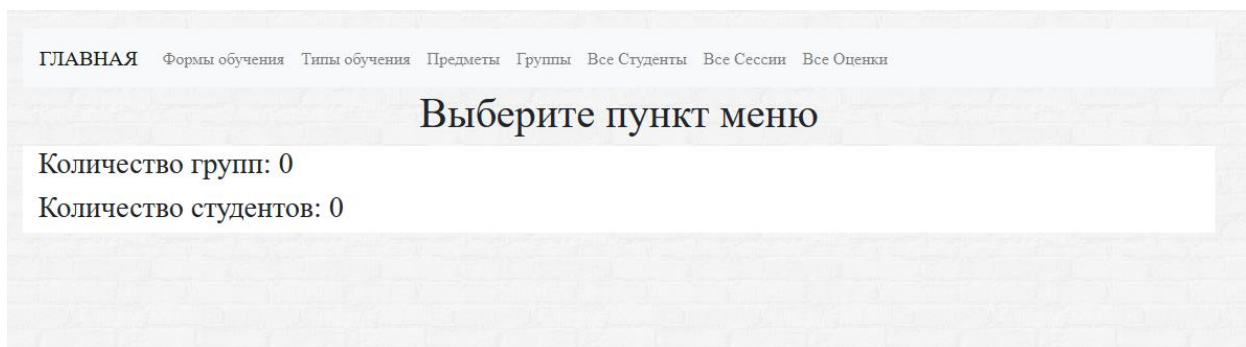 ГЛАВНАЯ Формы обучения Типы обучения Предметы Группы Все Студенты Все Сессии Все Оценки
Выберите пункт меню
Количество групп: 0
Количество студентов: 0